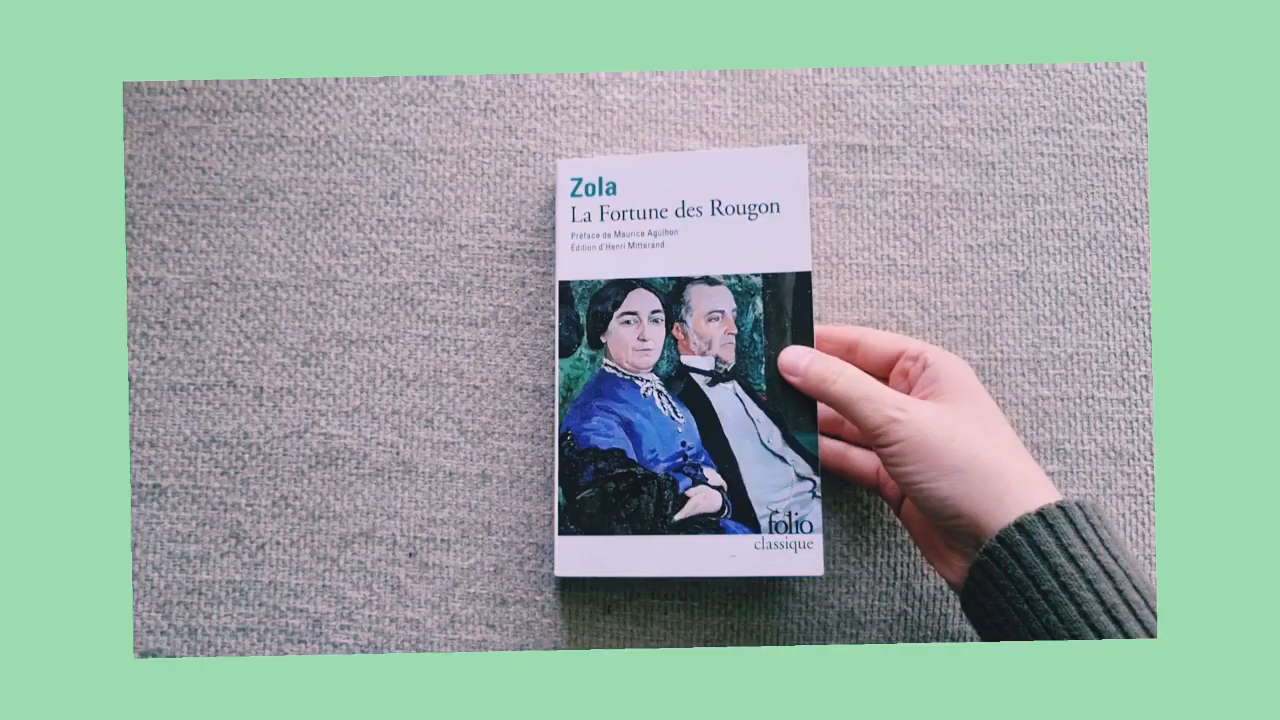 Zola
La Fortune des Rougon
Préface de Maurice Agulhon
Édition d'Henri Mitterand
folio
classique